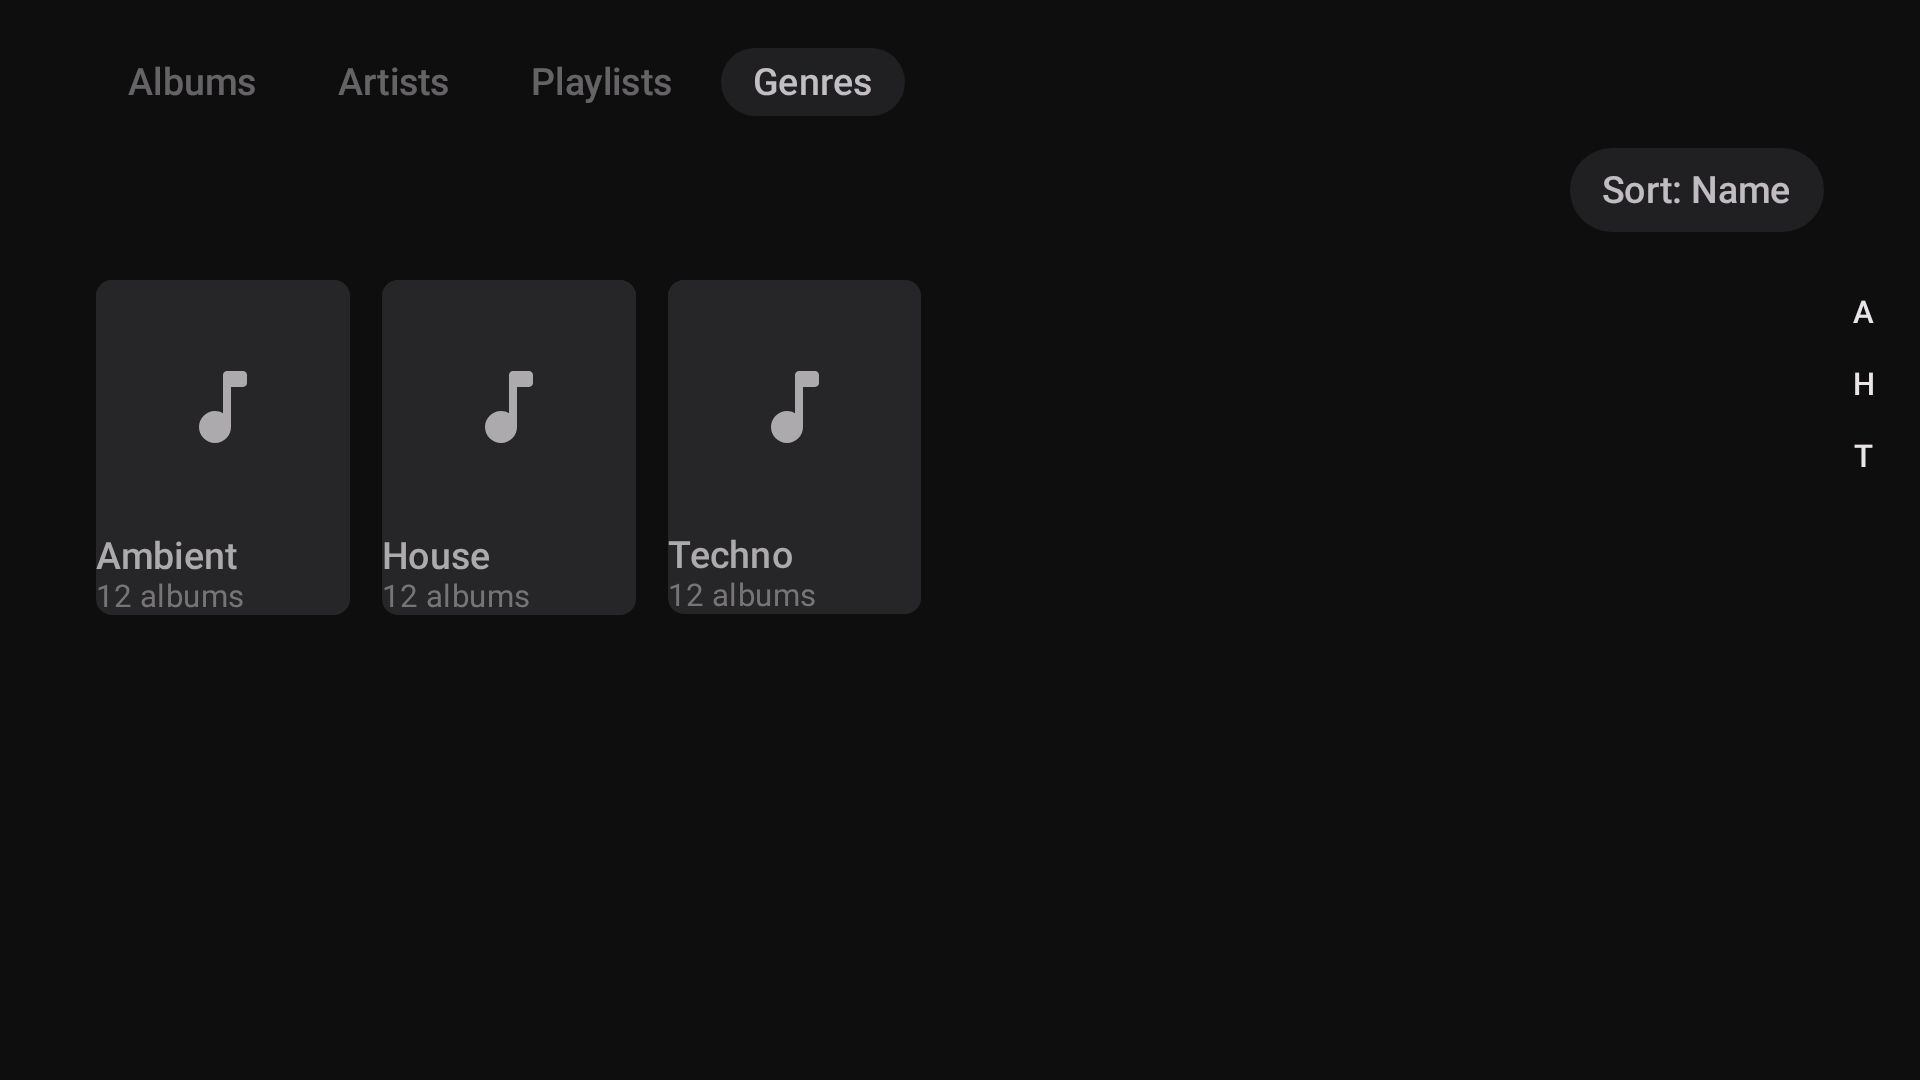 Albums
Artists
Playlists
Genres
Sort: Name
Ambient
12 albums
House
12 albums
Techno
12 albums
A
H
T